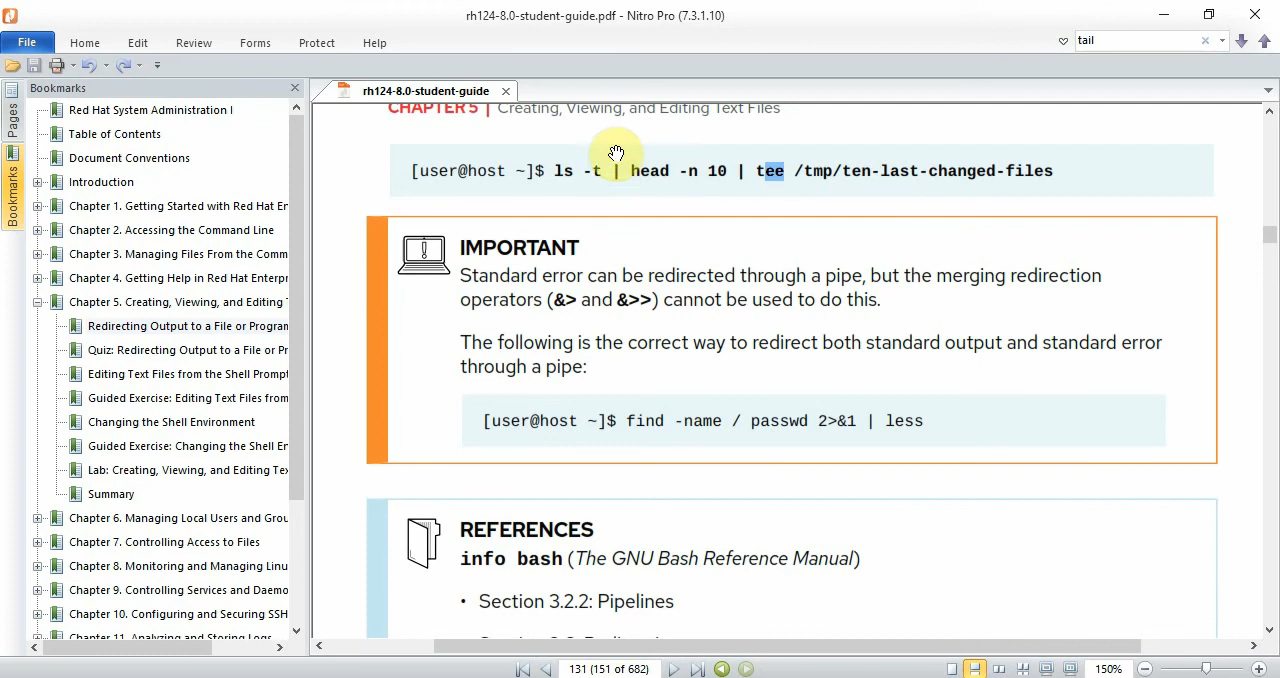 rh124-8.0-student-guide.pdf - Nitro Pro (7.3.1.10)
File Home Edit Review Forms Protect Help
tail
Bookmarks
rh124-8.0-student-guide
Pages
Bookmarks
Red Hat System Administration I
Table of Contents
Document Conventions
Introduction
Chapter 1. Getting Started with Red Hat Er
Chapter 2. Accessing the Command Line
Chapter 3. Managing Files From the Comm
Chapter 4. Getting Help in Red Hat Enterpr
Chapter 5. Creating, Viewing, and Editing
Redirecting Output to a File or Progran
Quiz: Redirecting Output to a File or Pr
Editing Text Files from the Shell Prompt
Guided Exercise: Editing Text Files from
Changing the Shell Environment
Guided Exercise: Changing the Shell Er
Lab: Creating, Viewing, and Editing Tex
Summary
Chapter 6. Managing Local Users and Grou
Chapter 7. Controlling Access to Files
Chapter 8. Monitoring and Managing Linu
Chapter 9. Controlling Services and Daemo
Chapter 10. Configuring and Securing SSH
Chapter 11. Analyzing and Storing Logs
CHAPTER 5 | Creating, Viewing, and Editing Text Files
[user@host ~]$ ls -t | head -n 10 | tee /tmp/ten-last-changed-files
IMPORTANT
Standard error can be redirected through a pipe, but the merging redirection
operators (&> and &>>) cannot be used to do this.
The following is the correct way to redirect both standard output and standard error
through a pipe:
[user@host ~]$ find -name / passwd 2>&1 | less
REFERENCES
info bash (The GNU Bash Reference Manual)
• Section 3.2.2: Pipelines
131 (151 of 682)
150%